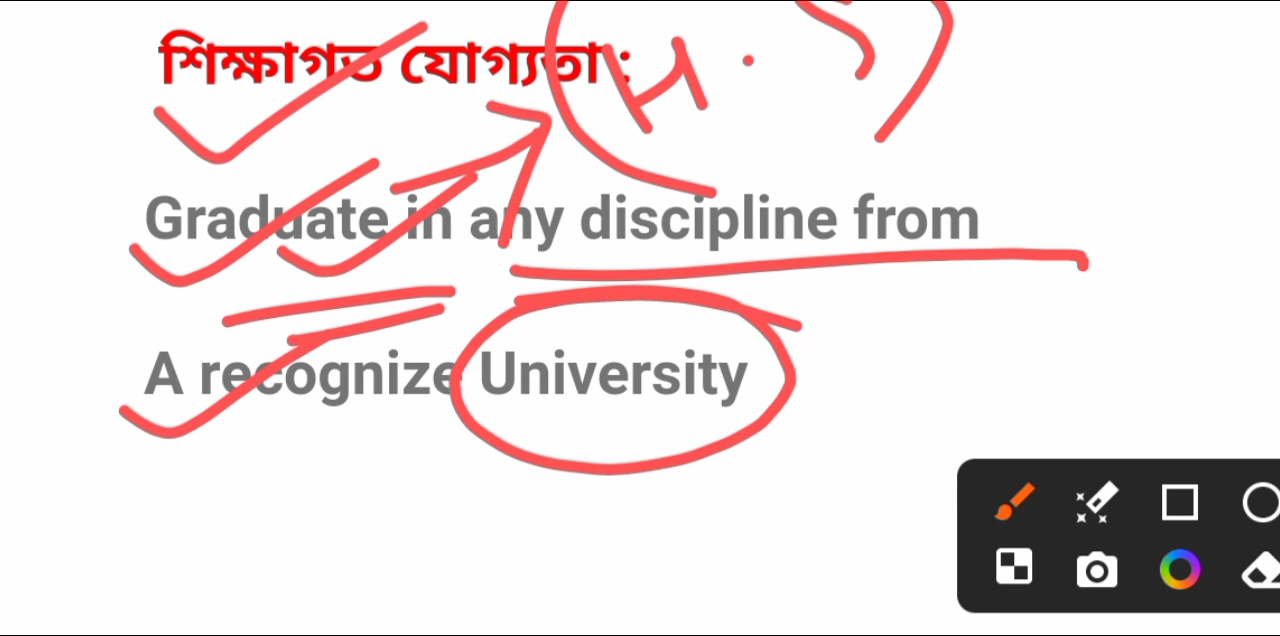 শিক্ষাগত যোগ্যতা :
Graduate in any discipline from
A recognize University